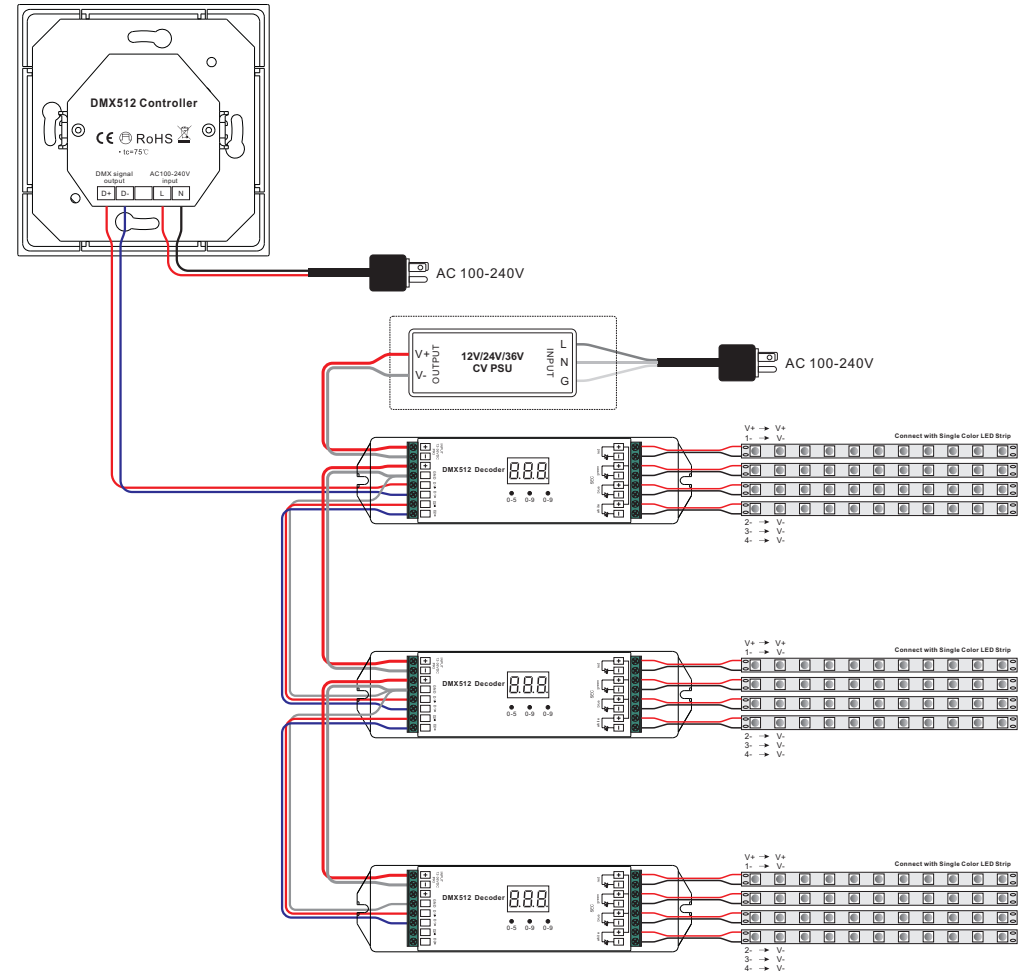 DMX512 Controller
CE RoHS
• tc=75℃
DMX signal output
AC100-240V input
D+ D- L N
AC 100-240V
V+
V-
OUTPUT
12V/24V/36V
CV PSU
INPUT
L
N
G
AC 100-240V
V+ → V+
1- → V-
Connect with Single Color LED Strip
DMX512 Decoder
0-5 0-9 0-9
2- → V-
3- → V-
4- → V-
V+ → V+
1- → V-
Connect with Single Color LED Strip
DMX512 Decoder
0-5 0-9 0-9
2- → V-
3- → V-
4- → V-
V+ → V+
1- → V-
Connect with Single Color LED Strip
DMX512 Decoder
0-5 0-9 0-9
2- → V-
3- → V-
4- → V-